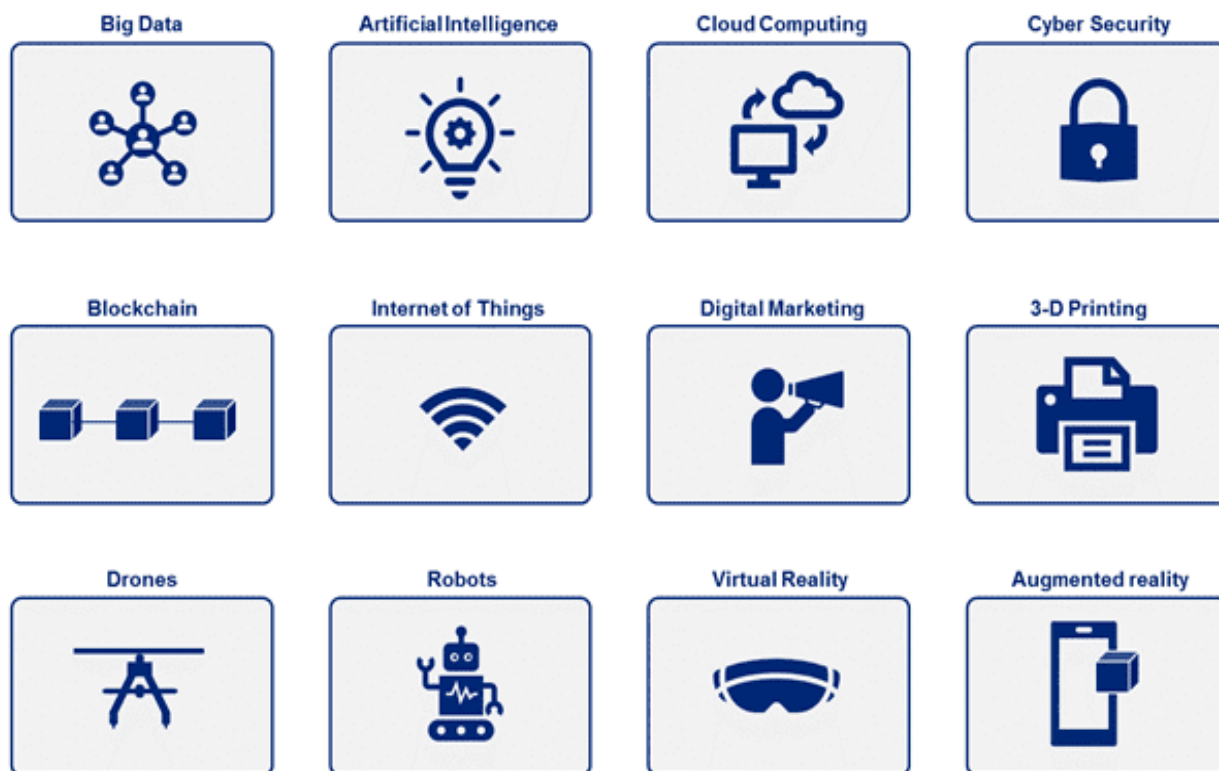 Big Data
Artificial Intelligence
Cloud Computing
Cyber Security
Blockchain
Internet of Things
Digital Marketing
3-D Printing
Drones
Robots
Virtual Reality
Augmented reality